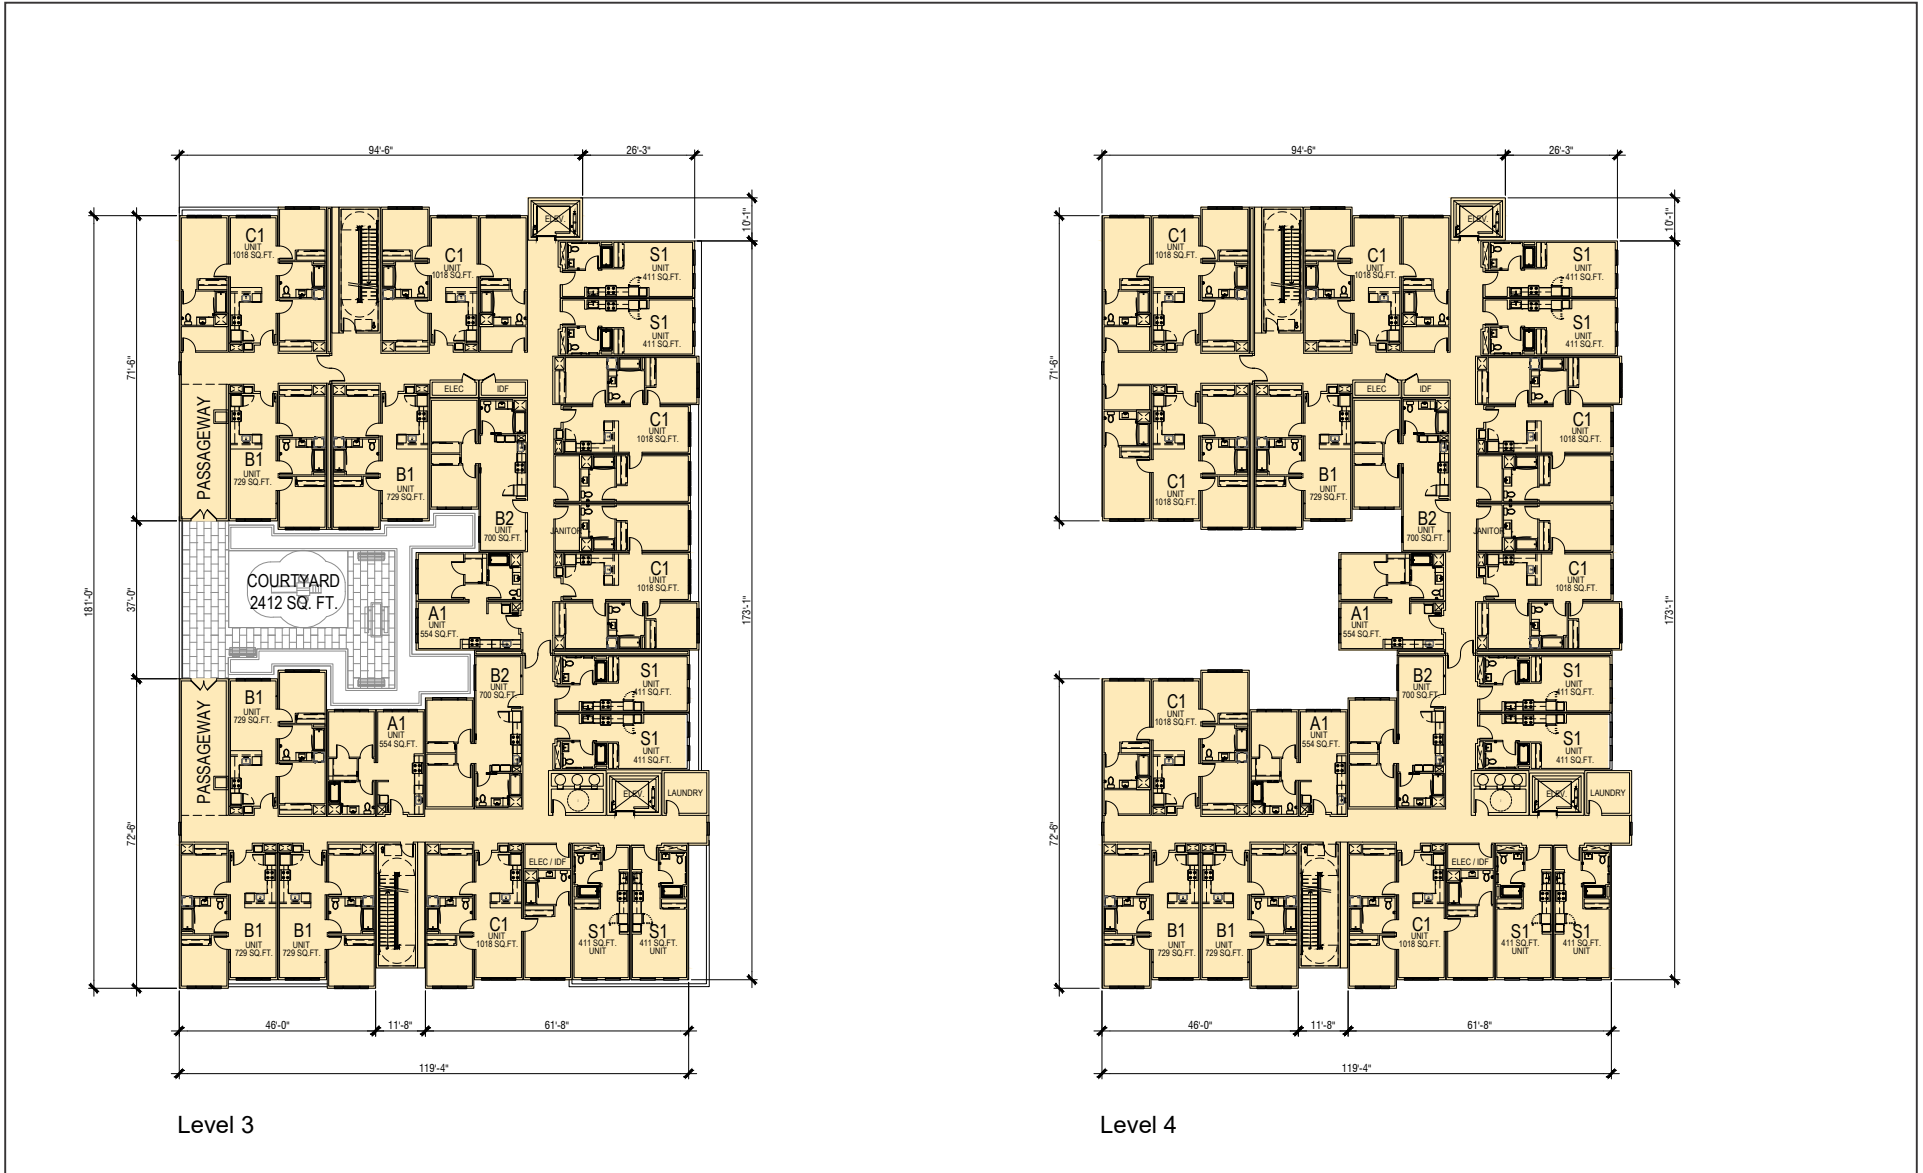 94'-6"
26'-3"
10'-1"
ELEV.
C1
UNIT
1018 SQ.FT.
C1
UNIT
1018 SQ.FT.
S1
UNIT
411 SQ.FT.
S1
UNIT
411 SQ.FT.
71'-6"
ELEC
IDF
PASSAGEWAY
B1
UNIT
729 SQ.FT.
B1
UNIT
729 SQ.FT.
C1
UNIT
1018 SQ.FT.
B2
UNIT
700 SQ.FT.
JANITOR
COURTYARD
2412 SQ. FT.
181'-0"
37'-0"
A1
UNIT
554 SQ.FT.
C1
UNIT
1018 SQ.FT.
173'-1"
B2
UNIT
700 SQ.FT.
S1
UNIT
411 SQ.FT.
B1
UNIT
729 SQ.FT.
A1
UNIT
554 SQ.FT.
S1
UNIT
411 SQ.FT.
PASSAGEWAY
ELEV.
LAUNDRY
72'-6"
ELEC / IDF
B1
UNIT
729 SQ.FT.
B1
UNIT
729 SQ.FT.
C1
UNIT
1018 SQ.FT.
S1
411 SQ.FT.
UNIT
S1
411 SQ.FT.
UNIT
46'-0"
11'-8"
61'-8"
119'-4"
Level 3
94'-6"
26'-3"
10'-1"
ELEV.
C1
UNIT
1018 SQ.FT.
C1
UNIT
1018 SQ.FT.
S1
UNIT
411 SQ.FT.
S1
UNIT
411 SQ.FT.
71'-6"
ELEC
IDF
C1
UNIT
1018 SQ.FT.
C1
UNIT
1018 SQ.FT.
B1
UNIT
729 SQ.FT.
B2
UNIT
700 SQ.FT.
JANITOR
C1
UNIT
1018 SQ.FT.
A1
UNIT
554 SQ.FT.
173'-1"
B2
UNIT
700 SQ.FT.
S1
UNIT
411 SQ.FT.
C1
UNIT
1018 SQ.FT.
A1
UNIT
554 SQ.FT.
S1
UNIT
411 SQ.FT.
ELEV.
LAUNDRY
72'-6"
ELEC / IDF
B1
UNIT
729 SQ.FT.
B1
UNIT
729 SQ.FT.
C1
UNIT
1018 SQ.FT.
S1
411 SQ.FT.
UNIT
S1
411 SQ.FT.
UNIT
46'-0"
11'-8"
61'-8"
119'-4"
Level 4